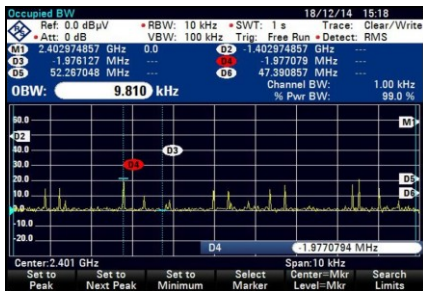 Occupied BW 18/12/14 15:18
Ref: 0.0 dBµV • RBW: 10 kHz • SWT: 1 s Trace: Clear/Write
• Att: 0 dB VBW: 100 kHz Trig: Free Run • Detect: RMS
M1 2.402974857 GHz 0.0 D2 -1.402974857 GHz ---
D3 -1.976127 MHz --- D4 -1.977079 MHz ---
D5 52.267048 MHz --- D6 47.390857 MHz ---
OBW: 9.810 kHz Channel BW: 1.00 kHz
% Pwr BW: 99.0 %
60.0 M1
D2
40.0 D3
30.0 D4
20.0 D5
10.0 D6
0.0
-10.0
-20.0
D4 -1.9770794 MHz
Center:2.401 GHz Span:10 kHz
Set to Peak
Set to Next Peak
Set to Minimum
Select Marker
Center=Mkr Level=Mkr
Search Limits